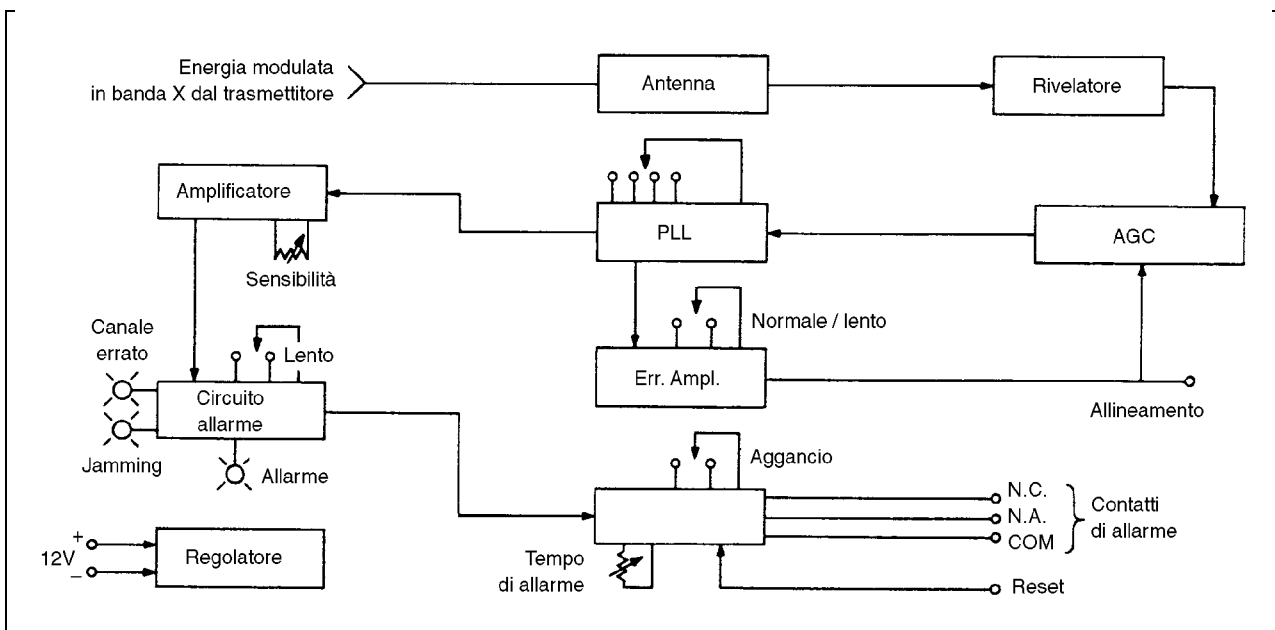 Energia modulata
in banda X dal trasmettitore
Antenna
Rivelatore
Amplificatore
PLL
AGC
Sensibilità
Canale
errato
Lento
Normale / lento
Circuito
allarme
Err. Ampl.
Allineamento
Jamming
Allarme
Aggancio
N.C.
N.A.
COM
Contatti
di allarme
12V
+
–
Regolatore
Tempo
di allarme
Reset